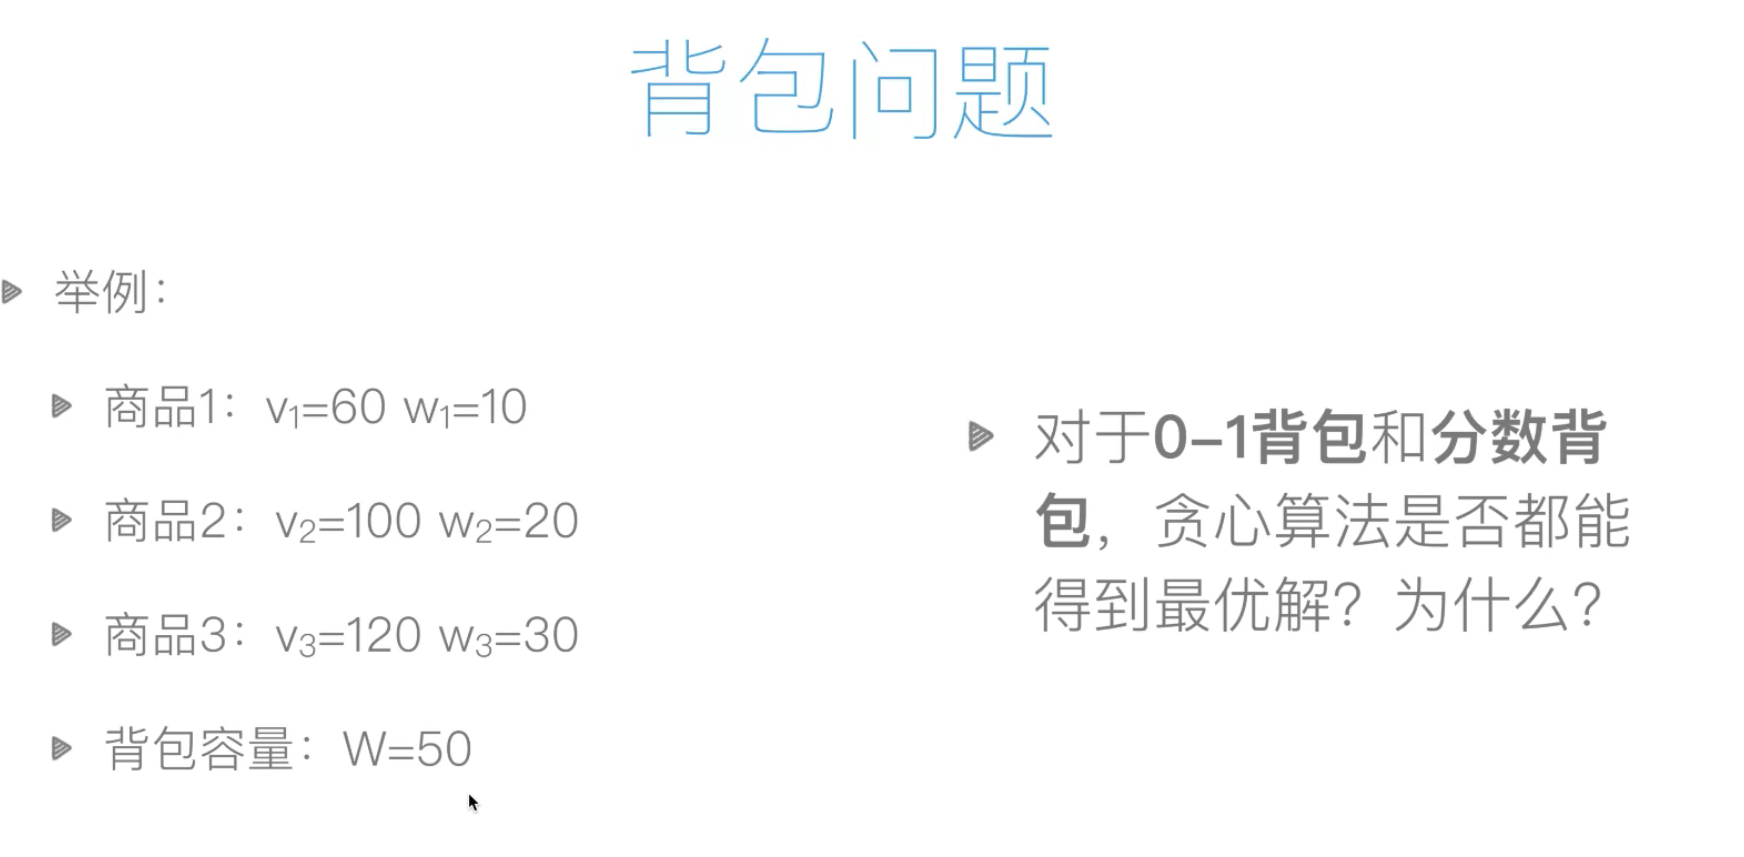 背包问题
举例：
商品1：v₁=60 w₁=10
商品2：v₂=100 w₂=20
商品3：v₃=120 w₃=30
背包容量：W=50
对于0–1背包和分数背
包，贪心算法是否都能
得到最优解？为什么？